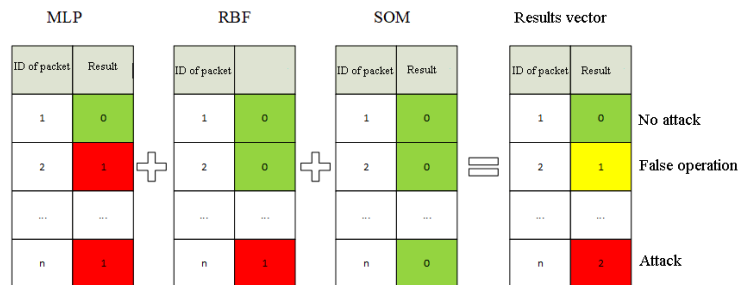 MLP RBF SOM Results vector
ID of packet Result ID of packet ID of packet Result ID of packet Result
1 0 1 0 1 0 1 0 No attack
2 1 2 0 2 0 2 1 False operation
... ... ... ... ... ... ... ...
n 1 n 1 n 0 n 2 Attack